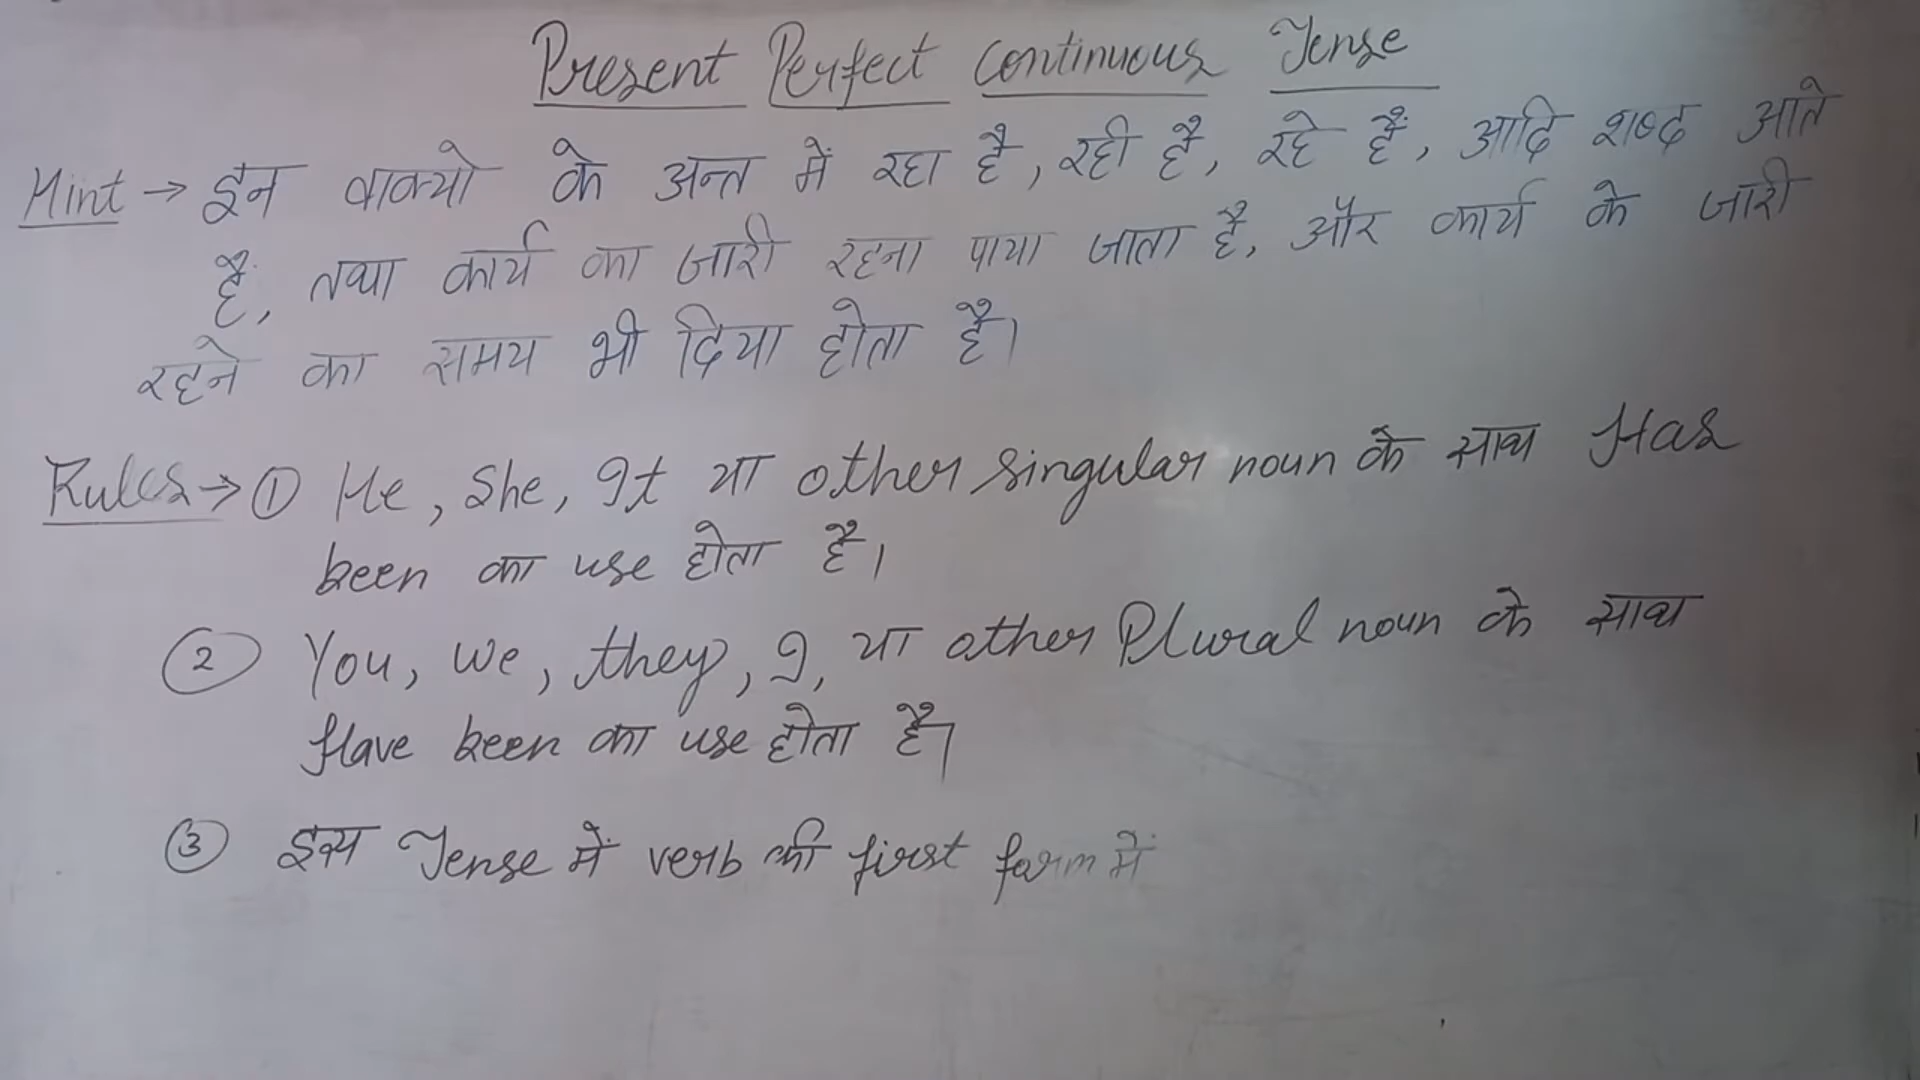 Present Perfect Continuous Tense
Hint → इन वाक्यो के अन्त में रहा है, रही है, रहे हैं, आदि शब्द आते
हैं, तथा कार्य का जारी रहना पाया जाता है, और कार्य के जारी
रहने का समय भी दिया होता है।
Rules → ① He, She, It या other singular noun के साथ Has
been का use होता है।
② You, we, they, I, या other Plural noun के साथ
Have been का use होता है।
③ इस Tense में verb की first form में